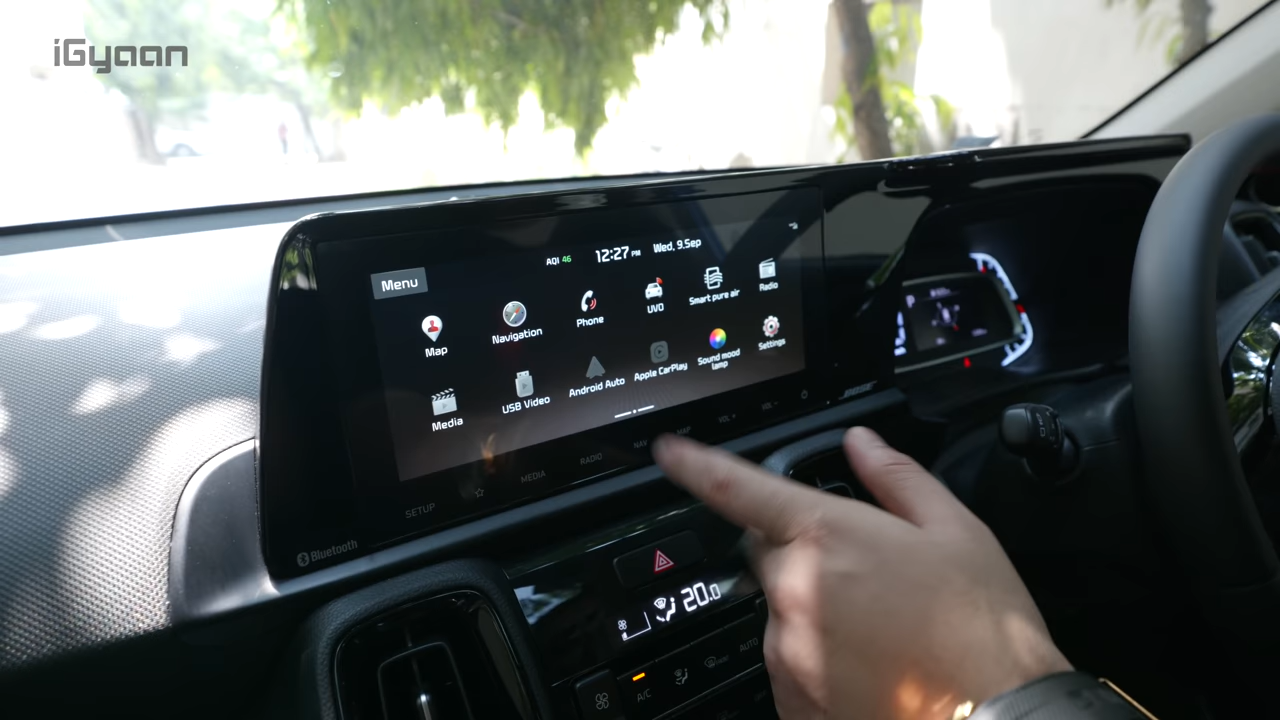 iGyaan
AQI 46 12:27 PM Wed, 9.Sep
Menu
Map
Navigation
Phone
UVO
Smart pure air
Radio
Media
USB Video
Android Auto
Apple CarPlay
Sound mood
lamp
Settings
SETUP
MEDIA
RADIO
NAV
MAP
VOL+
VOL-
BOSE
Bluetooth
P
20.0
A/C
AUTO